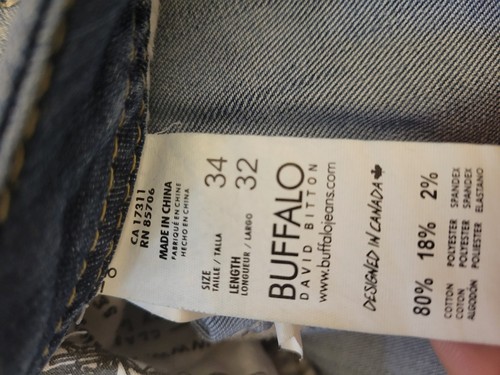 CA 17311
RN 85706
MADE IN CHINA
FABRIQUÉ EN CHINE
HECHO EN CHINA
SIZE 34
TAILLE / TALLA
LENGTH 32
LONGUEUR / LARGO
BUFFALO
DAVID BITTON
www.buffalojeans.com
DESIGNED IN CANADA
80% COTTON COTON ALGODÓN
18% POLYESTER POLYESTER POLYESTER
2% SPANDEX SPANDEX ELASTANO